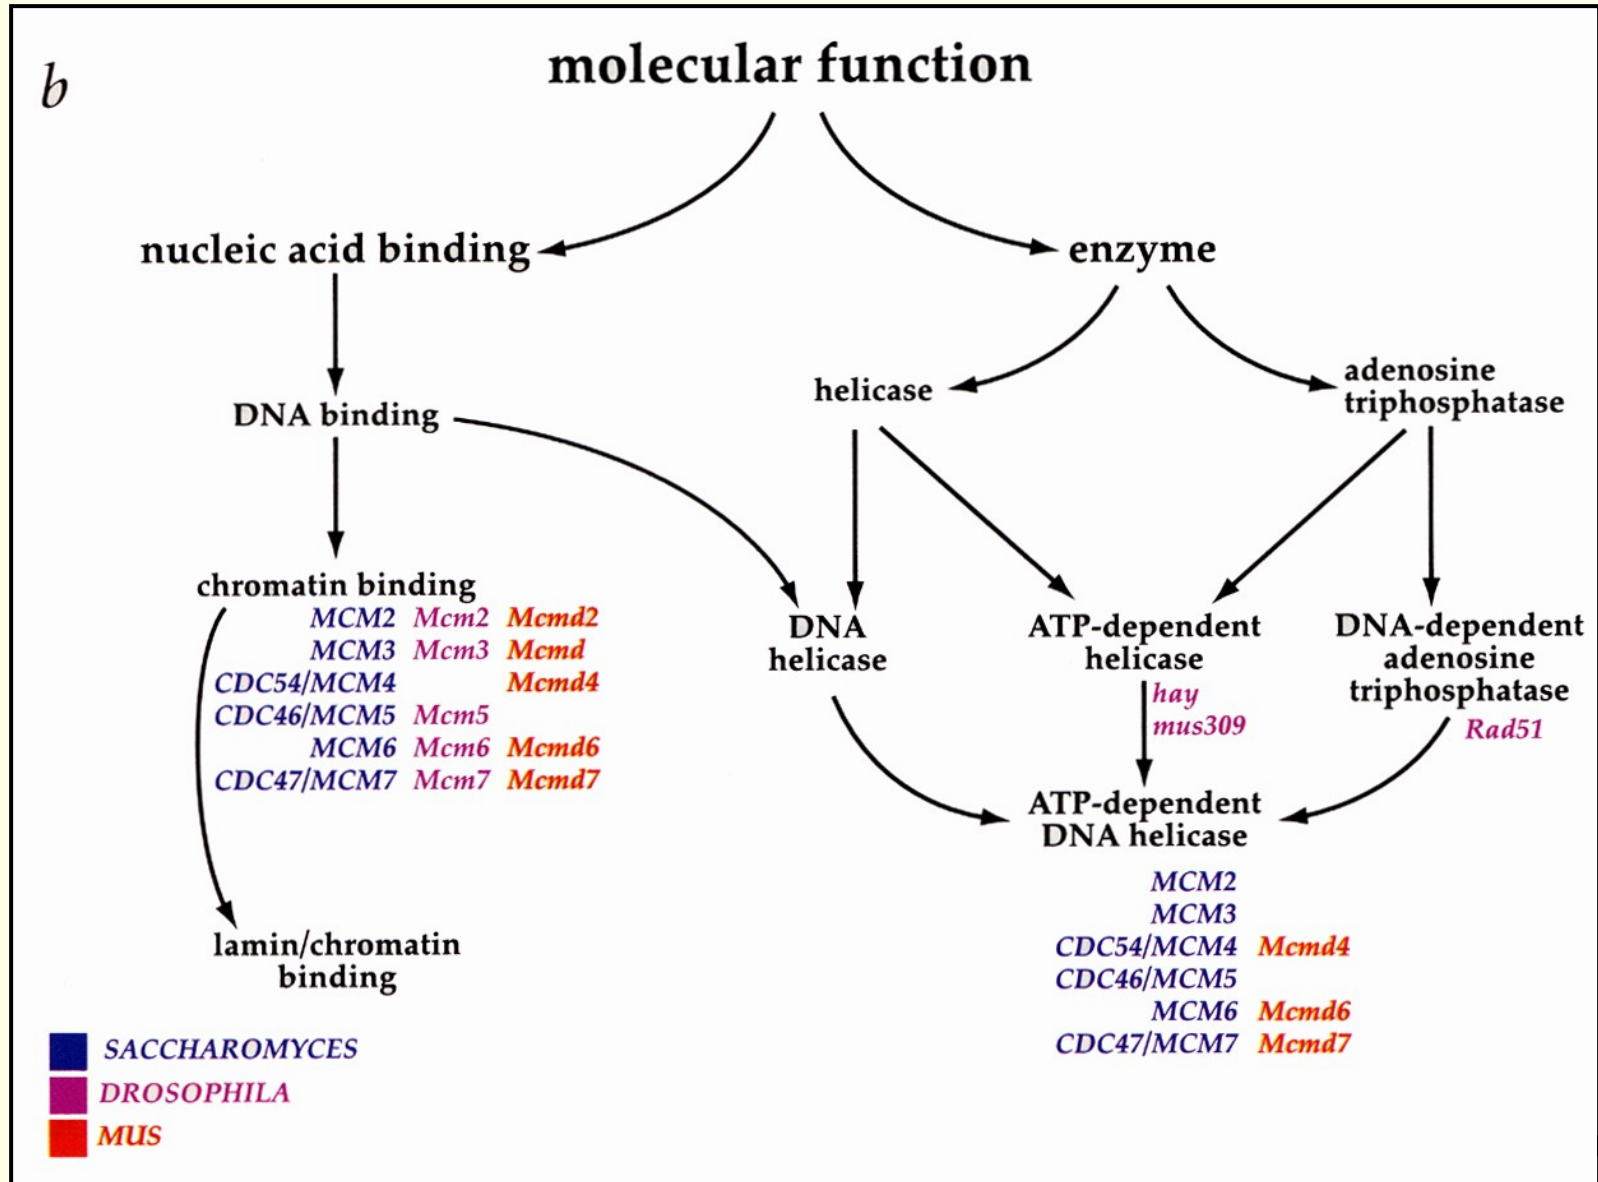 b
molecular function
nucleic acid binding
enzyme
helicase
adenosine
triphosphatase
DNA binding
chromatin binding
MCM2 Mcm2 Mcmd2
MCM3 Mcm3 Mcmd
CDC54/MCM4 Mcmd4
CDC46/MCM5 Mcm5
MCM6 Mcm6 Mcmd6
CDC47/MCM7 Mcm7 Mcmd7
lamin/chromatin
binding
DNA
helicase
ATP-dependent
helicase
hay
mus309
DNA-dependent
adenosine
triphosphatase
Rad51
ATP-dependent
DNA helicase
MCM2
MCM3
CDC54/MCM4 Mcmd4
CDC46/MCM5
MCM6 Mcmd6
CDC47/MCM7 Mcmd7
SACCHAROMYCES
DROSOPHILA
MUS